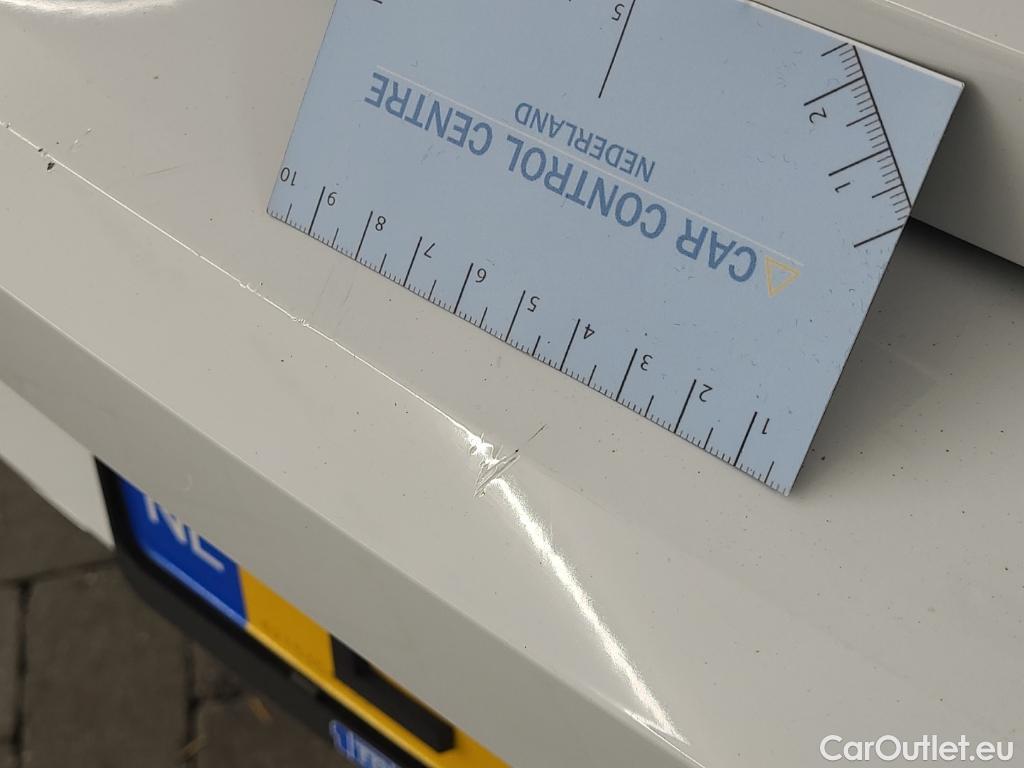 CAR CONTROL CENTRE
NEDERLAND
1 2 3 4 5 6 7 8 9 10
1 2
5
NL
CarOutlet.eu